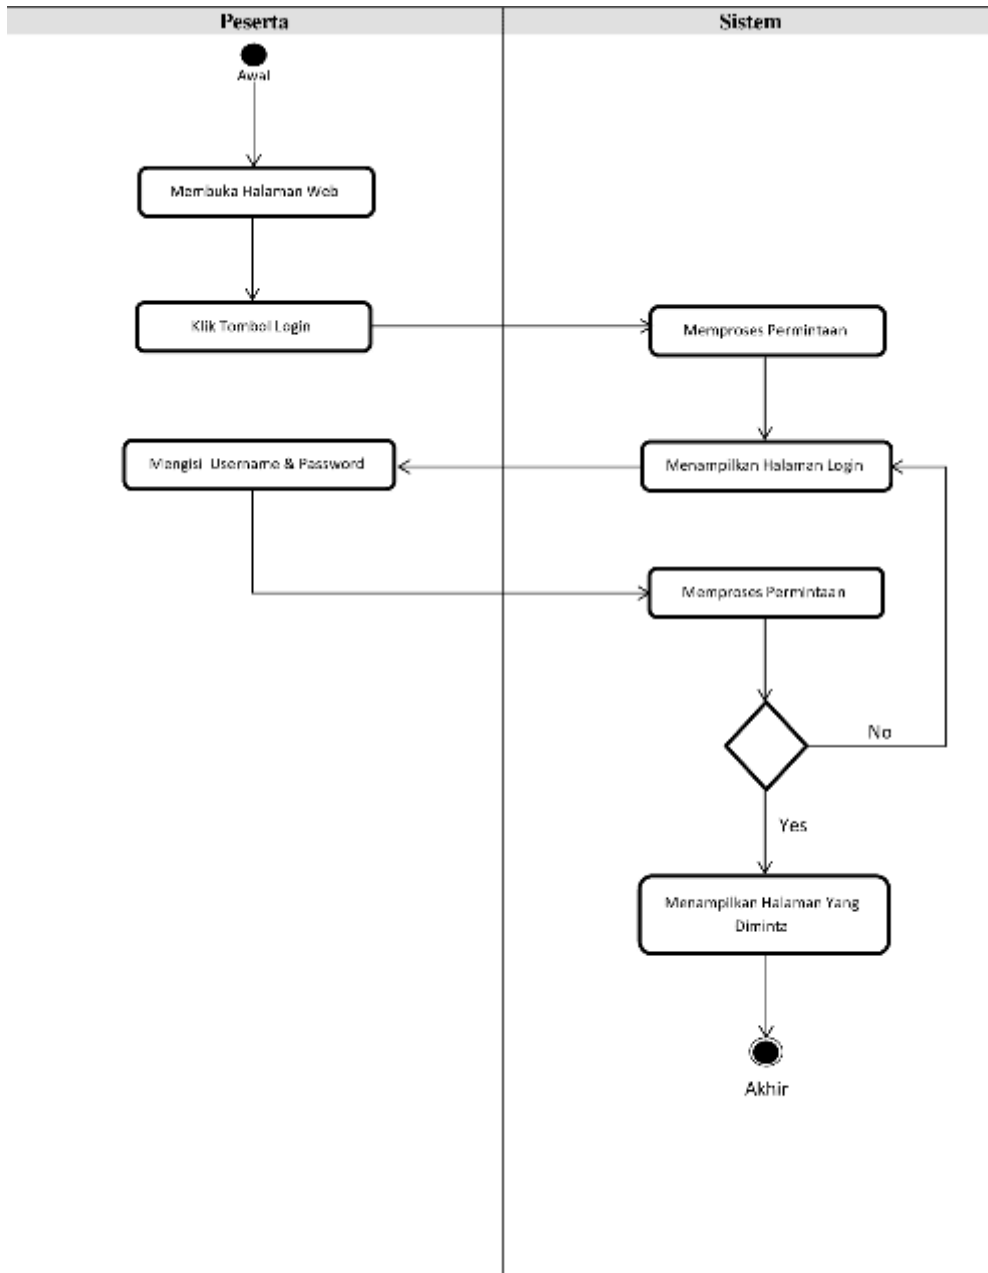 Peserta
Sistem
Awal
Membuka Halaman Web
Klik Tombol Login
Memproses Permintaan
Mengisi Username & Password
Menampilkan Halaman Login
Memproses Permintaan
No
Yes
Menampilkan Halaman Yang
Diminta
Akhir